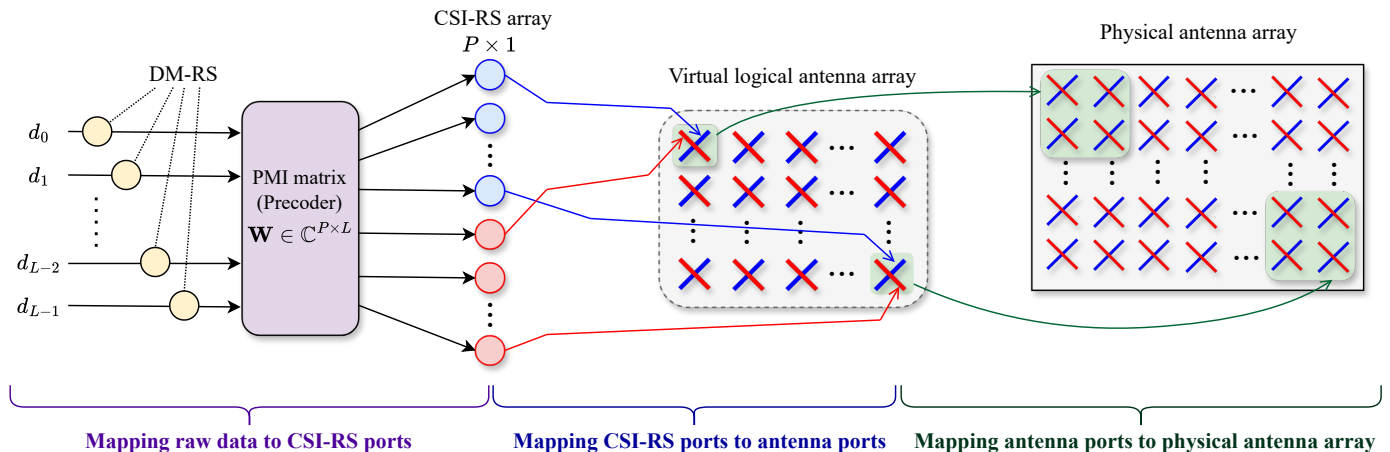 CSI-RS array
P × 1
Physical antenna array
DM-RS
Virtual logical antenna array
d₀
d₁
PMI matrix
(Precoder)
W ∈ ℂ^{P×L}
d_{L−2}
d_{L−1}
Mapping raw data to CSI-RS ports
Mapping CSI-RS ports to antenna ports
Mapping antenna ports to physical antenna array